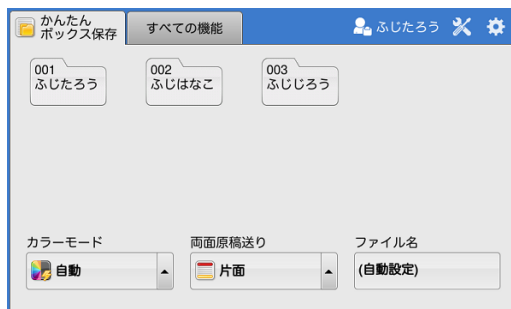 かんたん
ボックス保存
すべての機能
ふじたろう
001
ふじたろう
002
ふじはなこ
003
ふじじろう
カラーモード
両面原稿送り
ファイル名
自動
片面
(自動設定)